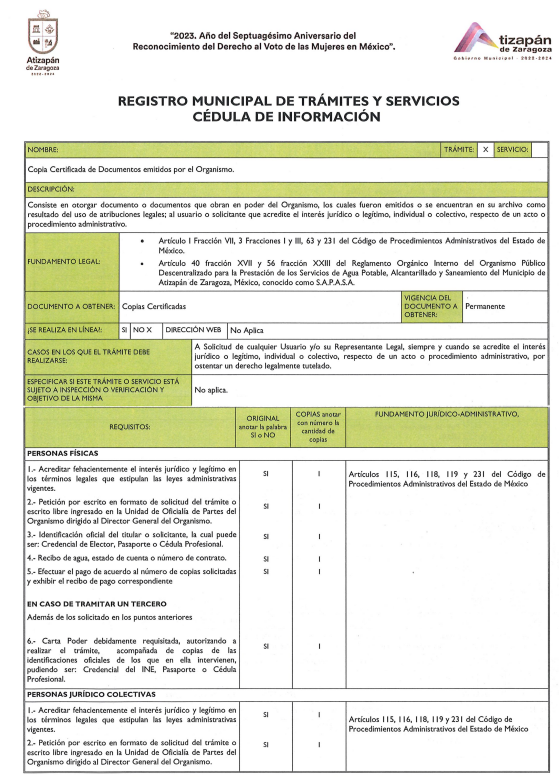 Atizapán
de Zaragoza
2022-2024
"2023. Año del Septuagésimo Aniversario del
Reconocimiento del Derecho al Voto de las Mujeres en México".
Atizapán
de Zaragoza
Gobierno Municipal 2022-2024
REGISTRO MUNICIPAL DE TRÁMITES Y SERVICIOS
CÉDULA DE INFORMACIÓN
NOMBRE: TRÁMITE: X SERVICIO:
Copia Certificada de Documentos emitidos por el Organismo.
DESCRIPCIÓN:
Consiste en otorgar documento o documentos que obran en poder del Organismo, los cuales fueron emitidos o se encuentran en su archivo como
resultado del uso de atribuciones legales; al usuario o solicitante que acredite el interés jurídico o legítimo, individual o colectivo, respecto de un acto o
procedimiento administrativo.
FUNDAMENTO LEGAL:
• Artículo 1 Fracción VII, 3 Fracciones I y III, 63 y 231 del Código de Procedimientos Administrativos del Estado de
México.
• Artículo 40 fracción XVII y 56 fracción XXIII del Reglamento Orgánico Interno del Organismo Público
Descentralizado para la Prestación de los Servicios de Agua Potable, Alcantarillado y Saneamiento del Municipio de
Atizapán de Zaragoza, México, conocido como S.A.P.A.S.A.
DOCUMENTO A OBTENER: Copias Certificadas
VIGENCIA DEL
DOCUMENTO A
OBTENER:
Permanente
¿SE REALIZA EN LÍNEA?: SI NO X DIRECCIÓN WEB No Aplica
CASOS EN LOS QUE EL TRÁMITE DEBE
REALIZARSE:
A Solicitud de cualquier Usuario y/o su Representante Legal, siempre y cuando se acredite el interés
jurídico o legítimo, individual o colectivo, respecto de un acto o procedimiento administrativo, por
ostentar un derecho legalmente tutelado.
ESPECIFICAR SI ESTE TRÁMITE O SERVICIO ESTÁ
SUJETO A INSPECCIÓN O VERIFICACIÓN Y
OBJETIVO DE LA MISMA
No aplica.
REQUISITOS:
ORIGINAL
anotar la palabra
SI o NO
COPIAS anotar
con número la
cantidad de
copias
FUNDAMENTO JURÍDICO-ADMINISTRATIVO.
PERSONAS FÍSICAS
1.- Acreditar fehacientemente el interés jurídico y legítimo en
los términos legales que estipulan las leyes administrativas
vigentes.
SI 1
Artículos 115, 116, 118, 119 y 231 del Código de
Procedimientos Administrativos del Estado de México
2.- Petición por escrito en formato de solicitud del trámite o
escrito libre ingresado en la Unidad de Oficialía de Partes del
Organismo dirigido al Director General del Organismo.
SI 1
3.- Identificación oficial del titular o solicitante, la cual puede
ser: Credencial de Elector, Pasaporte o Cédula Profesional.
SI 1
4.- Recibo de agua, estado de cuenta o número de contrato. SI 1
5.- Efectuar el pago de acuerdo al número de copias solicitadas
y exhibir el recibo de pago correspondiente
SI 1
EN CASO DE TRAMITAR UN TERCERO
Además de los solicitado en los puntos anteriores
6.- Carta Poder debidamente requisitada, autorizando a
realizar el trámite, acompañada de copias de las
identificaciones oficiales de los que en ella intervienen,
pudiendo ser: Credencial del INE, Pasaporte o Cédula
Profesional.
SI 1
PERSONAS JURÍDICO COLECTIVAS
1.- Acreditar fehacientemente el interés jurídico y legítimo en
los términos legales que estipulan las leyes administrativas
vigentes.
SI 1
Artículos 115, 116, 118, 119 y 231 del Código de
Procedimientos Administrativos del Estado de México
2.- Petición por escrito en formato de solicitud del trámite o
escrito libre ingresado en la Unidad de Oficialía de Partes del
Organismo dirigido al Director General del Organismo.
SI 1